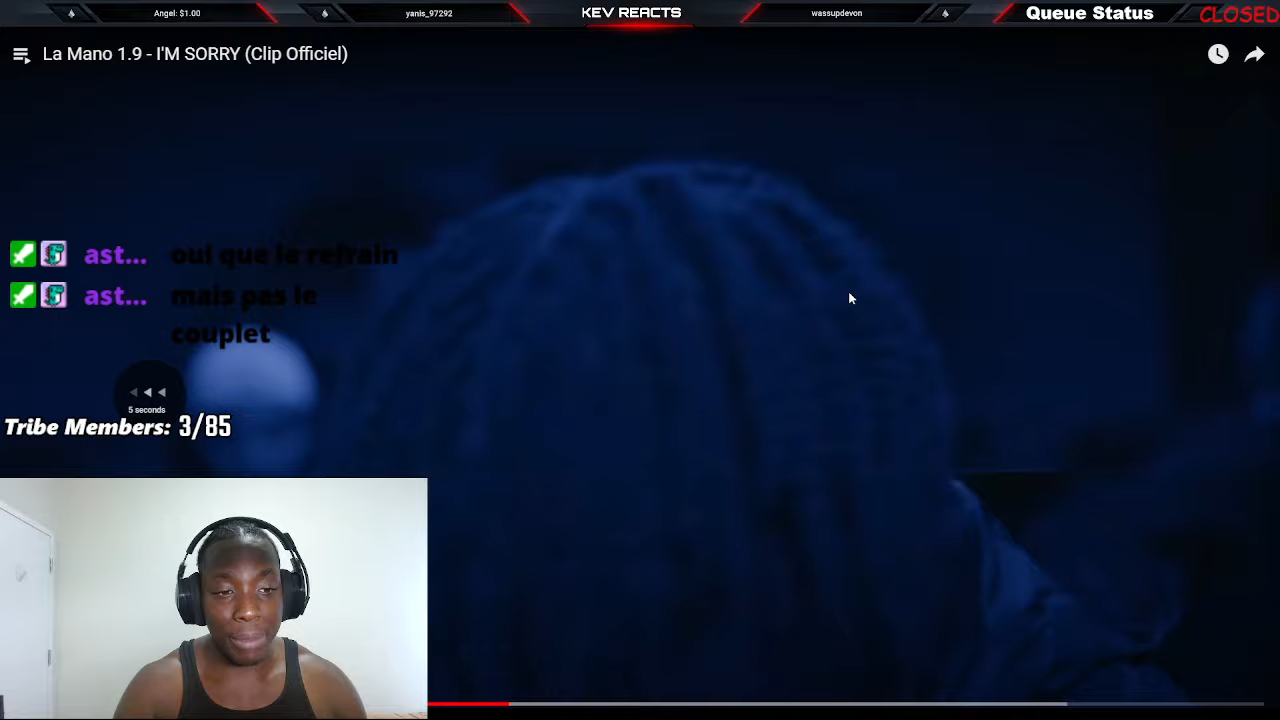 Angel: $1.00
yanis_97292
KEV REACTS
wassupdevon
Queue Status
CLOSED
La Mano 1.9 - I'M SORRY (Clip Officiel)
ast... oui que le refrain
ast... mais pas le
couplet
5 seconds
Tribe Members: 3/85